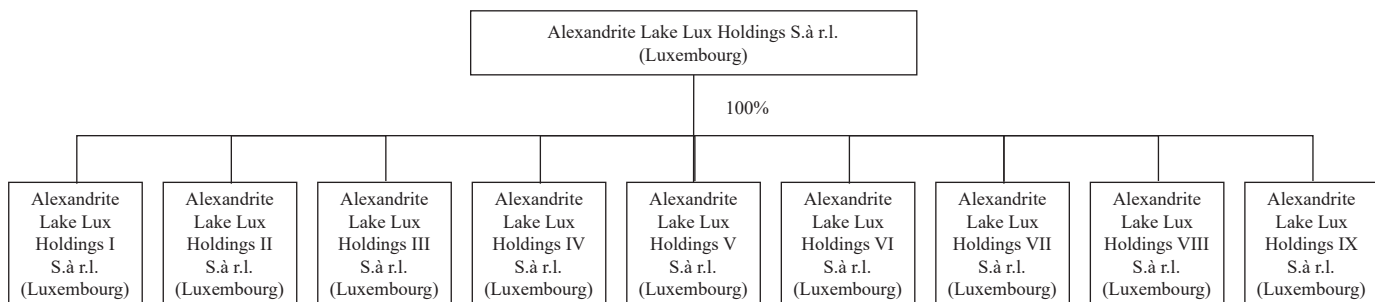 Alexandrite Lake Lux Holdings S.à r.l.
(Luxembourg)
100%
Alexandrite
Lake Lux
Holdings I
S.à r.l.
(Luxembourg)
Alexandrite
Lake Lux
Holdings II
S.à r.l.
(Luxembourg)
Alexandrite
Lake Lux
Holdings III
S.à r.l.
(Luxembourg)
Alexandrite
Lake Lux
Holdings IV
S.à r.l.
(Luxembourg)
Alexandrite
Lake Lux
Holdings V
S.à r.l.
(Luxembourg)
Alexandrite
Lake Lux
Holdings VI
S.à r.l.
(Luxembourg)
Alexandrite
Lake Lux
Holdings VII
S.à r.l.
(Luxembourg)
Alexandrite
Lake Lux
Holdings VIII
S.à r.l.
(Luxembourg)
Alexandrite
Lake Lux
Holdings IX
S.à r.l.
(Luxembourg)